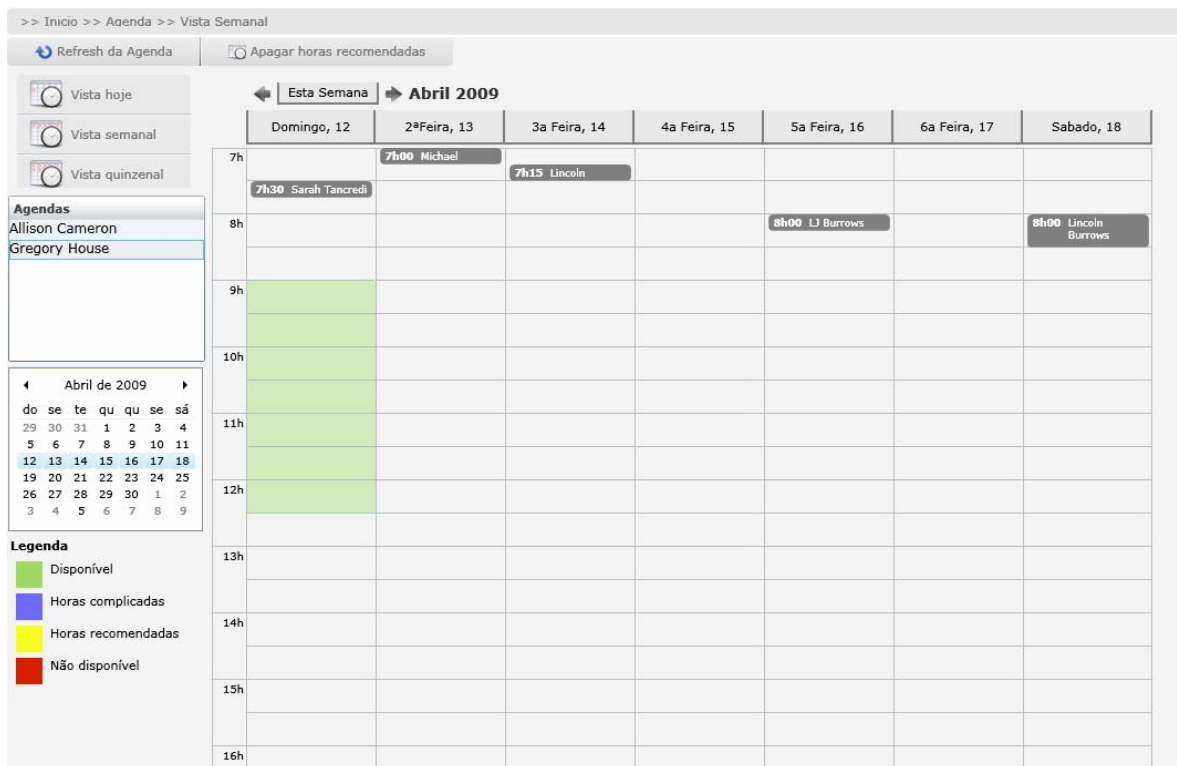 >> Inicio >> Agenda >> Vista Semanal
Refresh da Agenda
Apagar horas recomendadas
Vista hoje
Vista semanal
Vista quinzenal
Agendas
Allison Cameron
Gregory House
Abril de 2009
do se te qu qu se sá
29 30 31 1 2 3 4
5 6 7 8 9 10 11
12 13 14 15 16 17 18
19 20 21 22 23 24 25
26 27 28 29 30 1 2
3 4 5 6 7 8 9
Legenda
Disponível
Horas complicadas
Horas recomendadas
Não disponível
Esta Semana
Abril 2009
Domingo, 12
2ªFeira, 13
3a Feira, 14
4a Feira, 15
5a Feira, 16
6a Feira, 17
Sabado, 18
7h
7h00 Michael
7h15 Lincoln
7h30 Sarah Tancredi
8h
8h00 LJ Burrows
8h00 Lincoln
Burrows
9h
10h
11h
12h
13h
14h
15h
16h